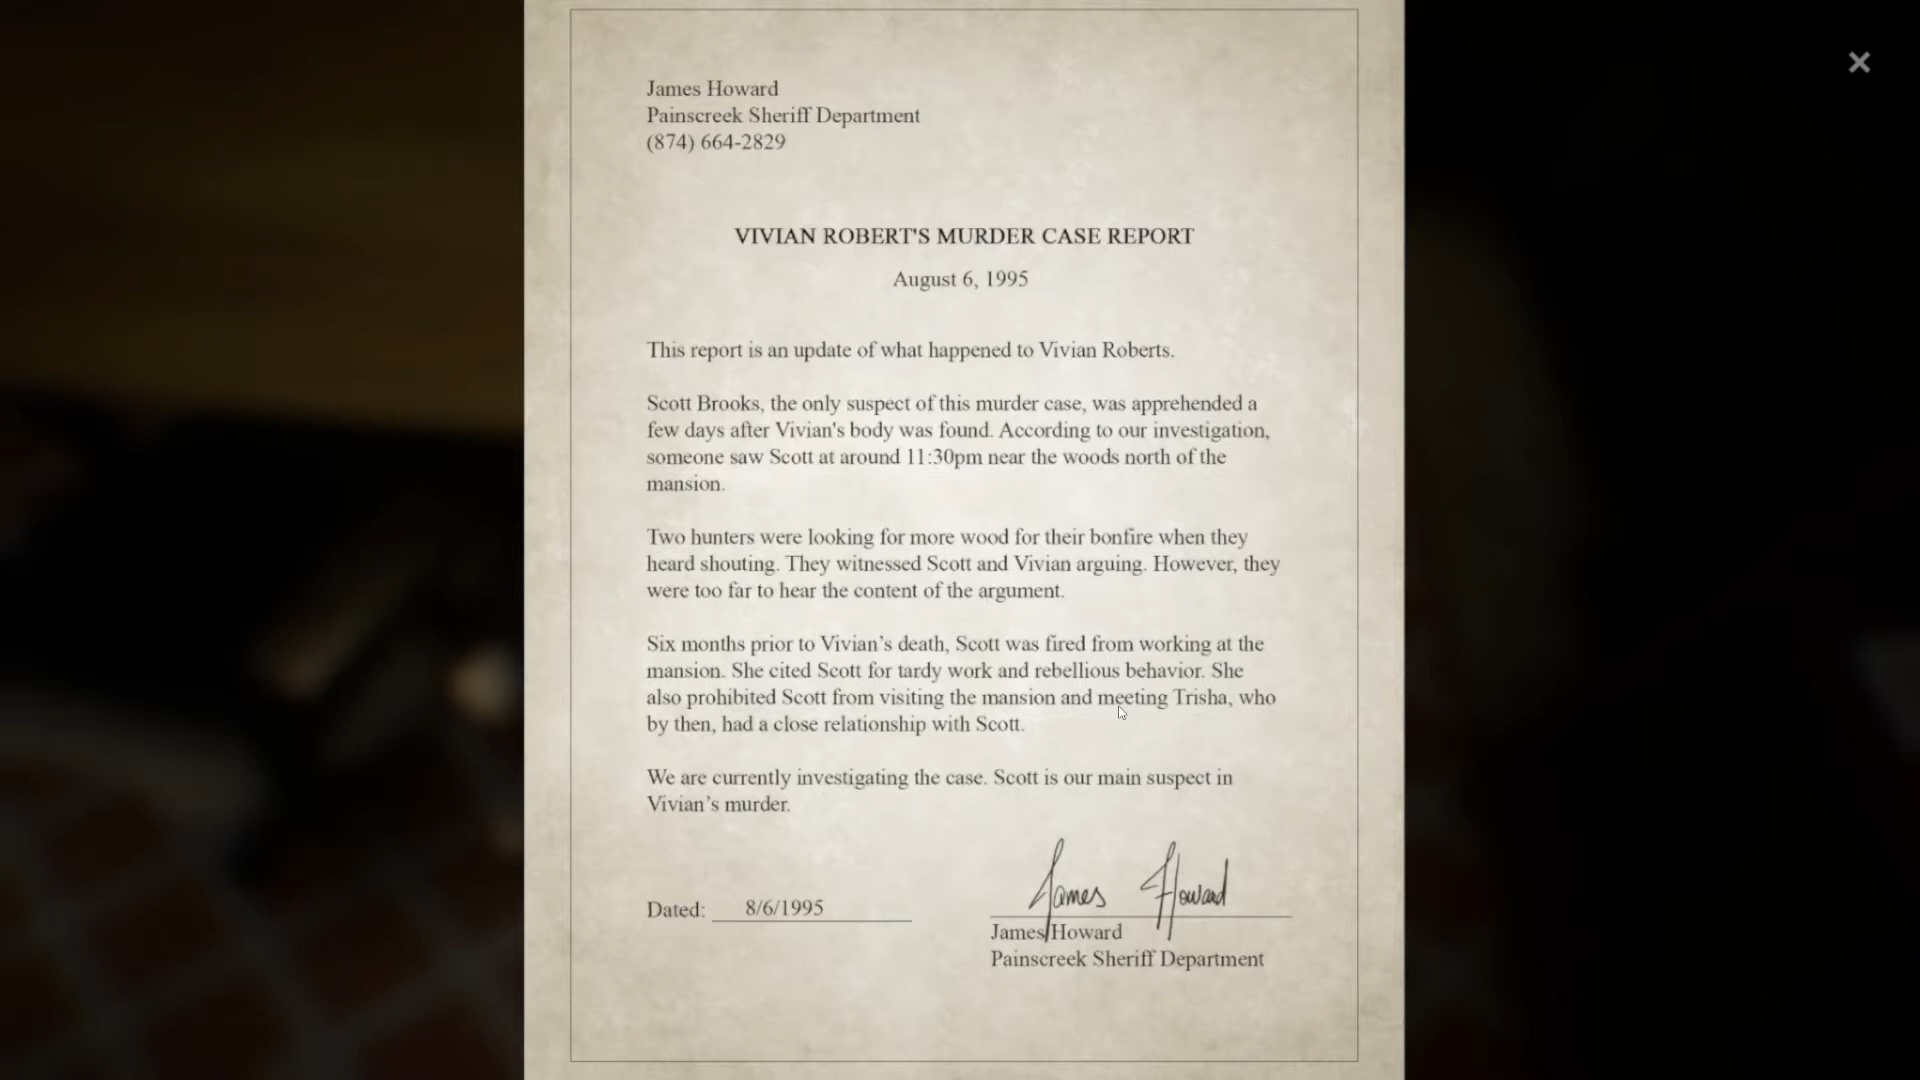 James Howard
Painscreek Sheriff Department
(874) 664-2829
VIVIAN ROBERT'S MURDER CASE REPORT
August 6, 1995
This report is an update of what happened to Vivian Roberts.
Scott Brooks, the only suspect of this murder case, was apprehended a
few days after Vivian's body was found. According to our investigation,
someone saw Scott at around 11:30pm near the woods north of the
mansion.
Two hunters were looking for more wood for their bonfire when they
heard shouting. They witnessed Scott and Vivian arguing. However, they
were too far to hear the content of the argument.
Six months prior to Vivian’s death, Scott was fired from working at the
mansion. She cited Scott for tardy work and rebellious behavior. She
also prohibited Scott from visiting the mansion and meeting Trisha, who
by then, had a close relationship with Scott.
We are currently investigating the case. Scott is our main suspect in
Vivian’s murder.
James Howard
Dated: 8/6/1995
James Howard
Painscreek Sheriff Department